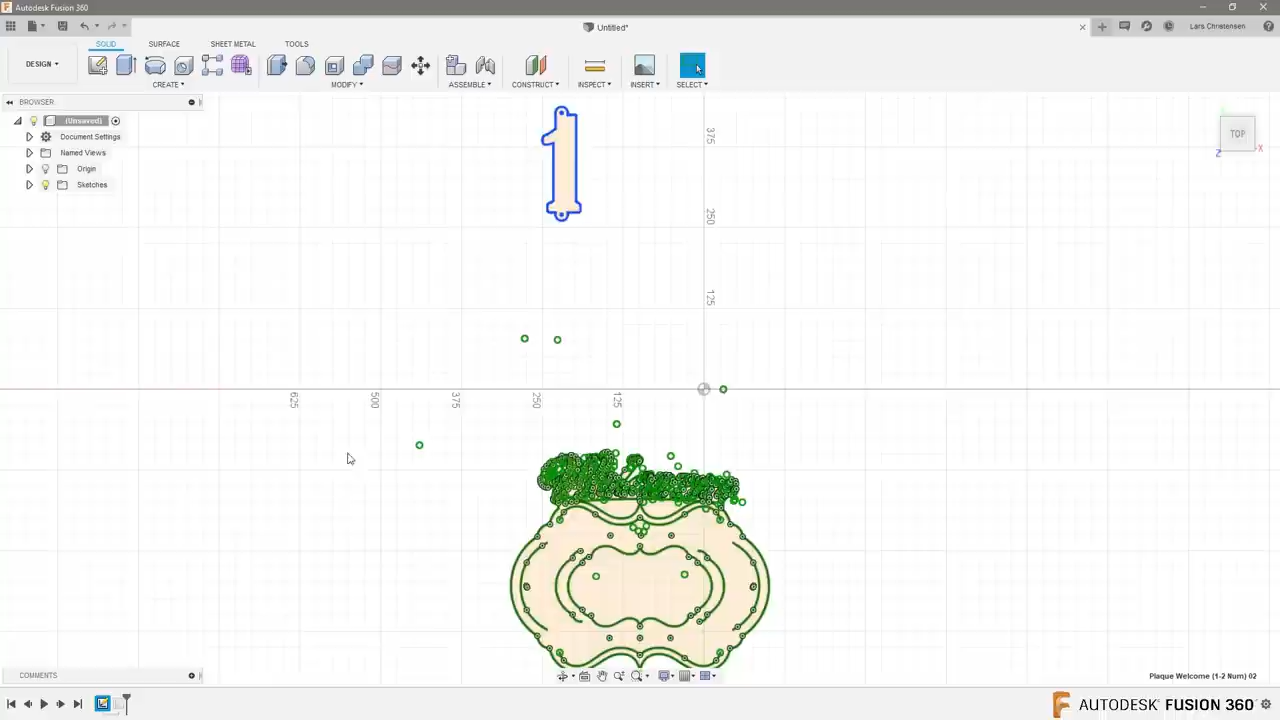 Autodesk Fusion 360
Untitled*
Lars Christensen
SOLID SURFACE SHEET METAL TOOLS
DESIGN
CREATE MODIFY ASSEMBLE CONSTRUCT INSPECT INSERT SELECT
BROWSER
(Unsaved)
Document Settings
Named Views
Origin
Sketches
TOP
X
Z
1
375
250
125
625 500 375 250 125
COMMENTS
Plaque Welcome (1-2 Num) 02
AUTODESK FUSION 360